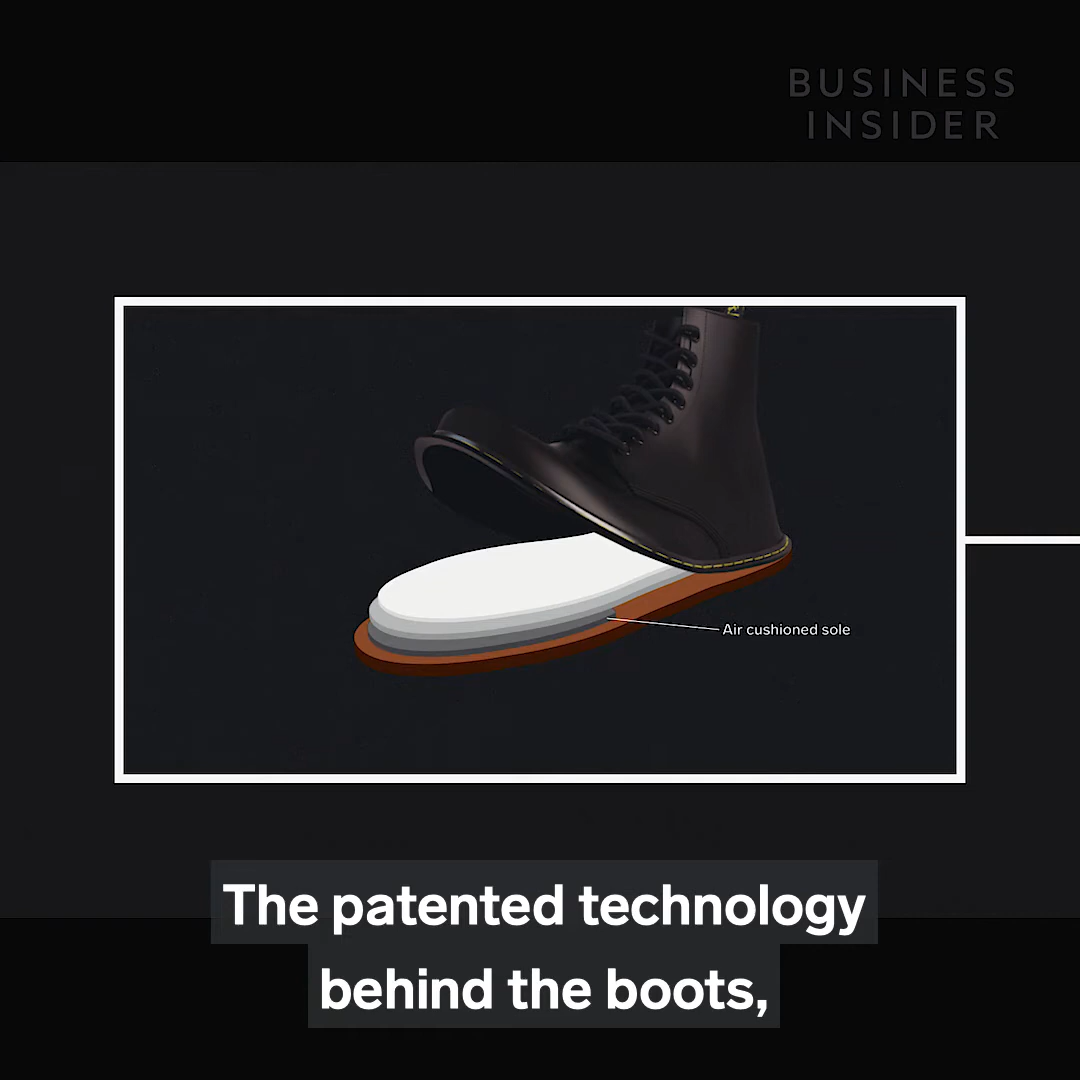 BUSINESS
INSIDER
Air cushioned sole
The patented technology
behind the boots,